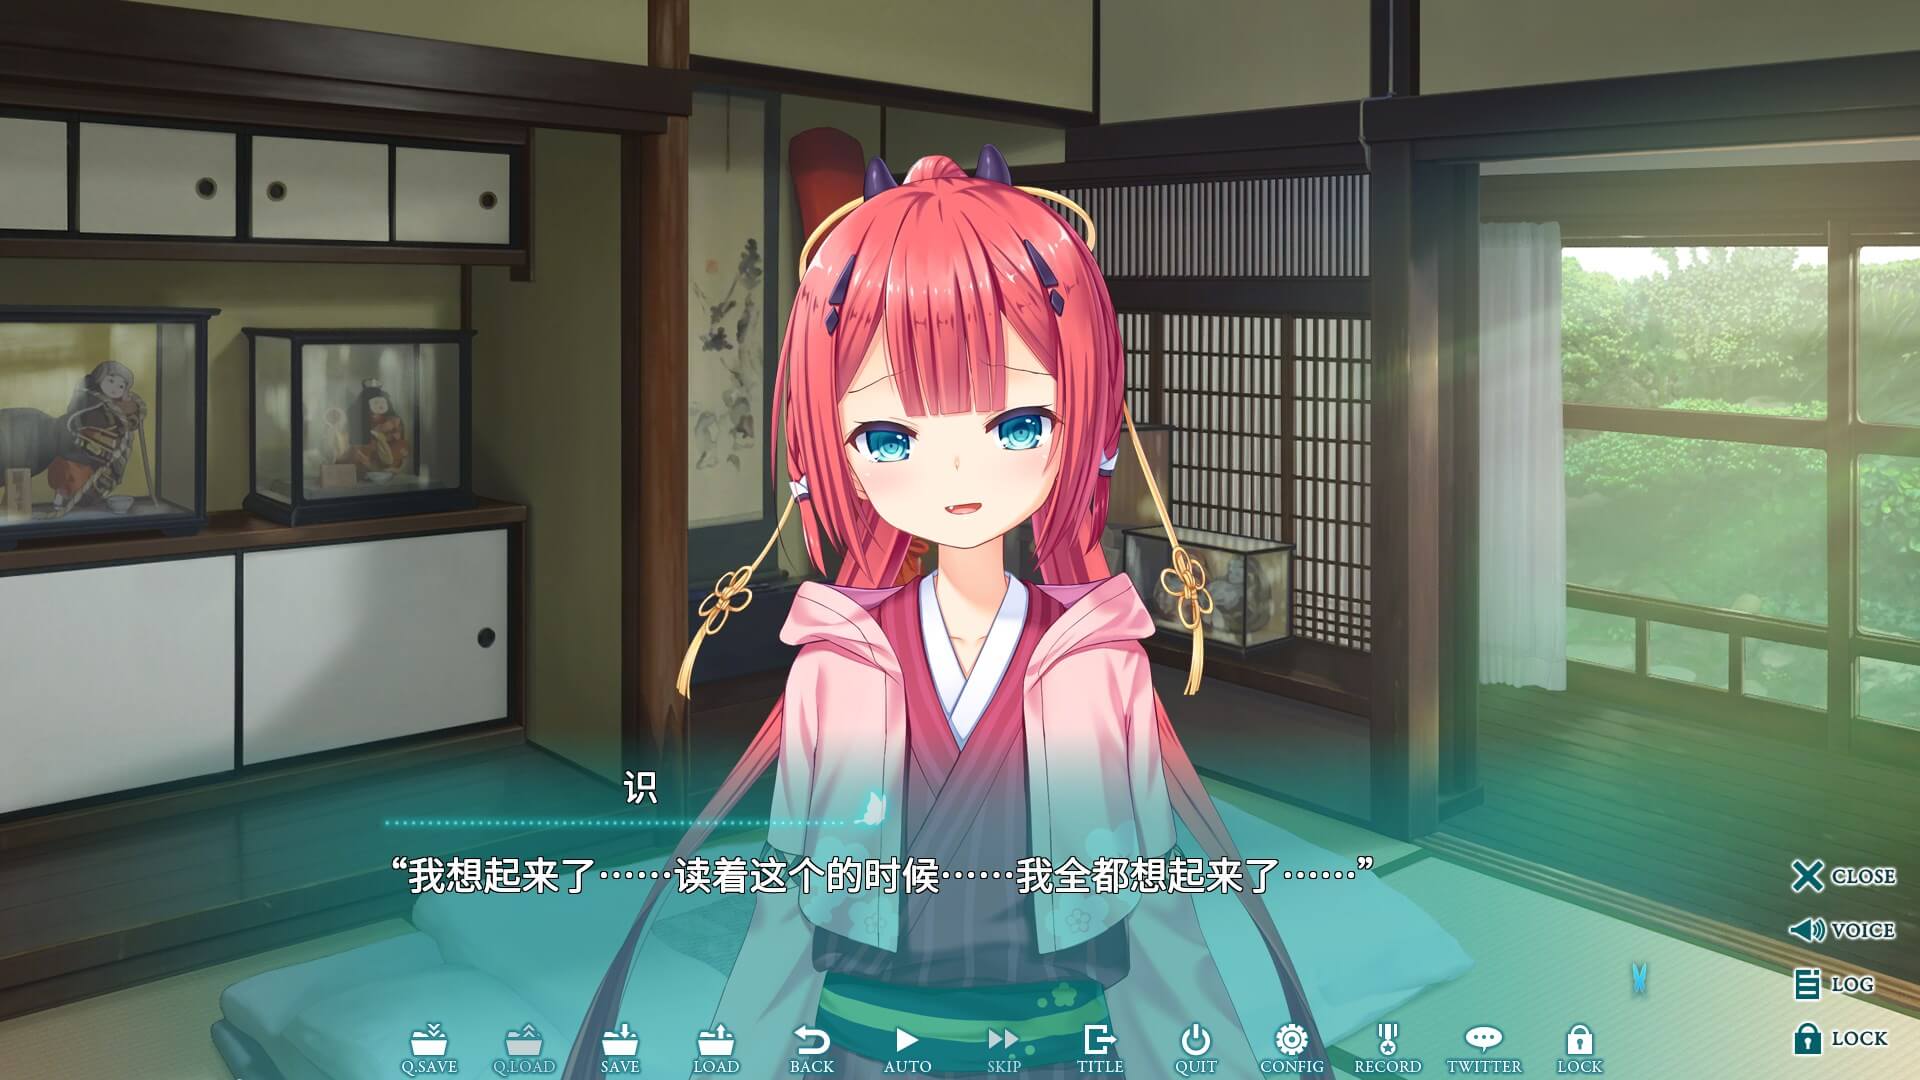 识
“我想起来了……读着这个的时候……我全都想起来了……”
CLOSE
VOICE
LOG
LOCK
Q.SAVE Q.LOAD SAVE LOAD BACK AUTO SKIP TITLE QUIT CONFIG RECORD TWITTER LOCK